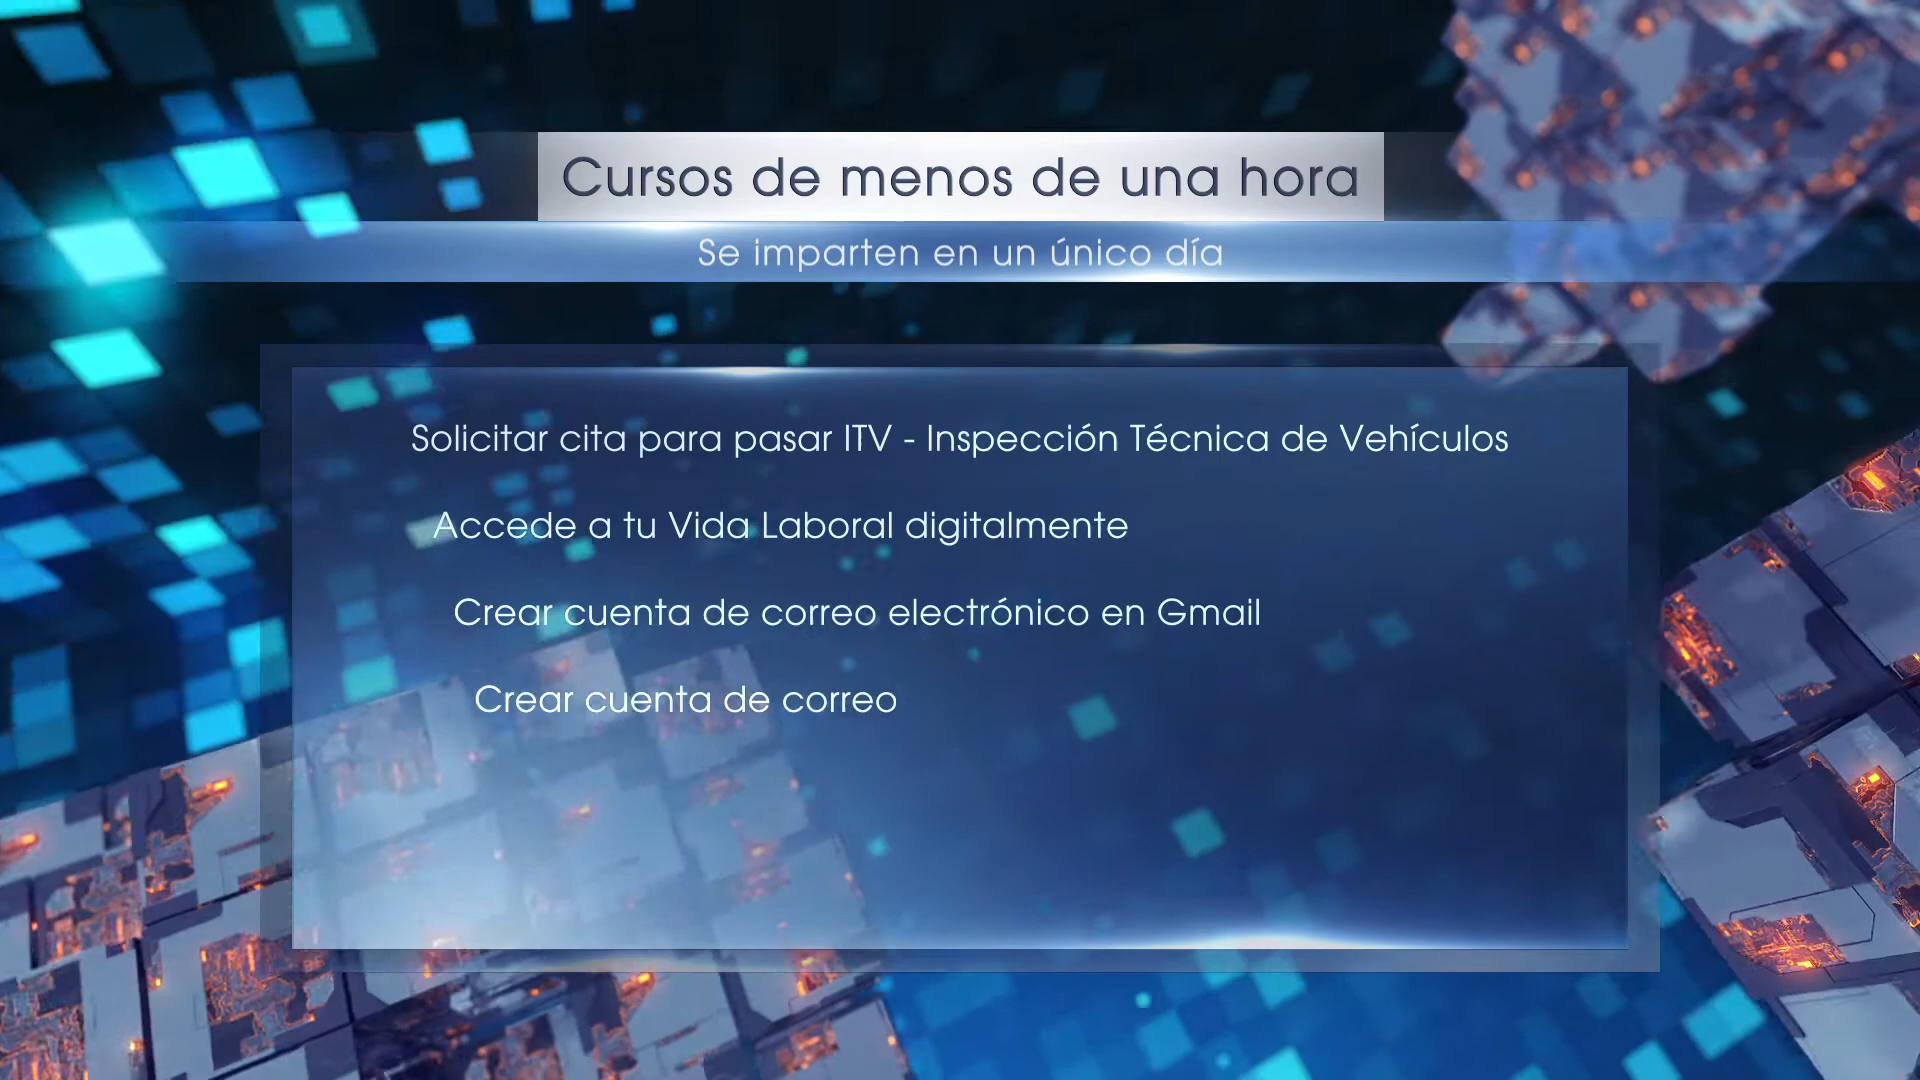 Cursos de menos de una hora
Se imparten en un único día
Solicitar cita para pasar ITV - Inspección Técnica de Vehículos
Accede a tu Vida Laboral digitalmente
Crear cuenta de correo electrónico en Gmail
Crear cuenta de correo